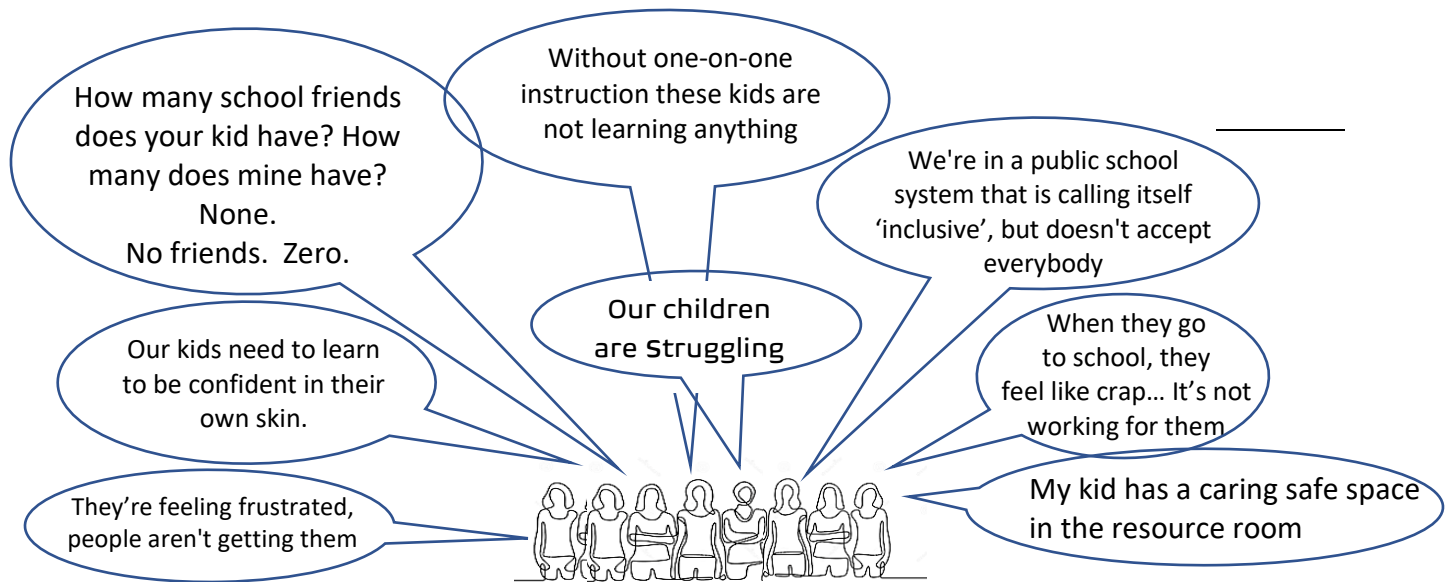 How many school friends
does your kid have? How
many does mine have?
None.
No friends.  Zero.
Without one-on-one
instruction these kids are
not learning anything
We're in a public school
system that is calling itself
‘inclusive’, but doesn't accept
everybody
Our children
are struggling
Our kids need to learn
to be confident in their
own skin.
When they go
to school, they
feel like crap… It’s not
working for them
They’re feeling frustrated,
people aren't getting them
My kid has a caring safe space
in the resource room